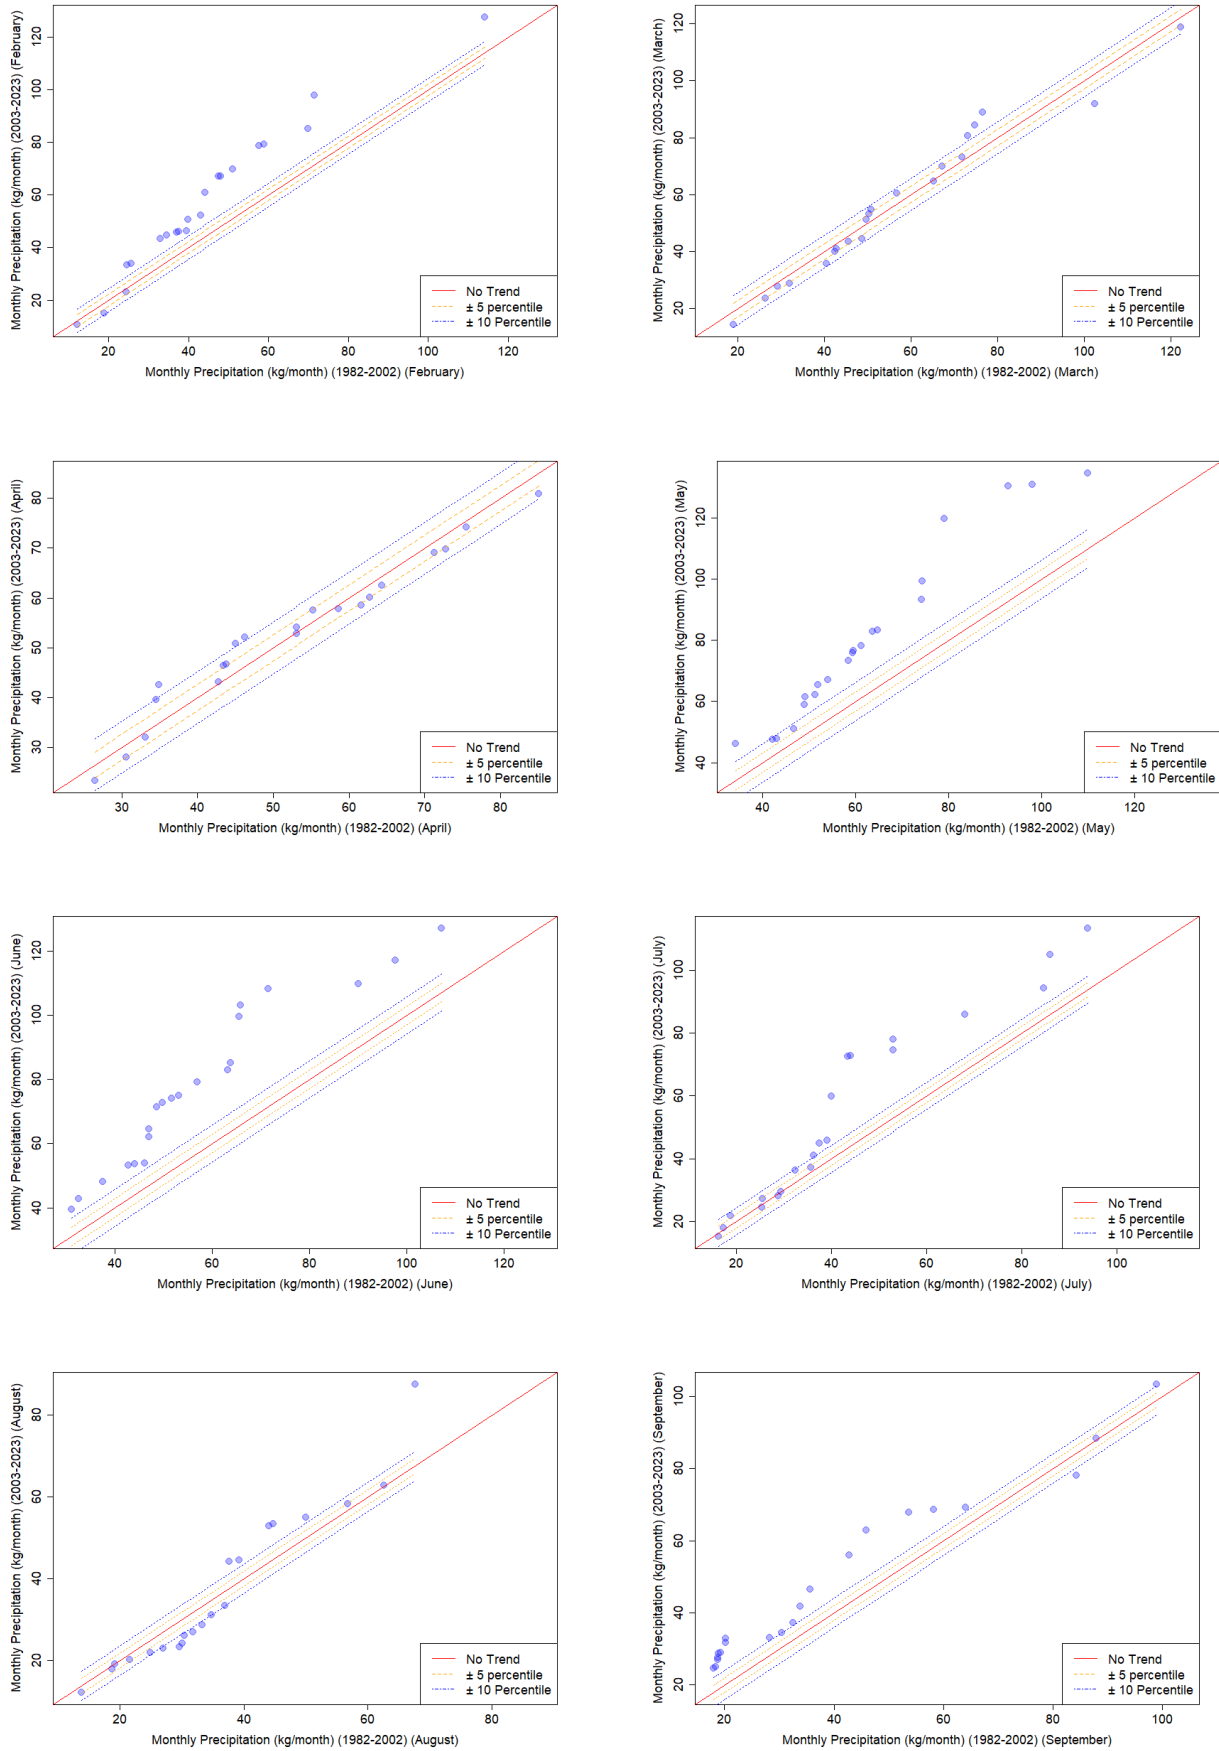 Monthly Precipitation (kg/month) (2003-2023) (February)
120
100
80
60
40
20
No Trend
± 5 percentile
± 10 Percentile
20 40 60 80 100 120
Monthly Precipitation (kg/month) (1982-2002) (February)
Monthly Precipitation (kg/month) (2003-2023) (March)
120
100
80
60
40
20
No Trend
± 5 percentile
± 10 Percentile
20 40 60 80 100 120
Monthly Precipitation (kg/month) (1982-2002) (March)
Monthly Precipitation (kg/month) (2003-2023) (April)
80
70
60
50
40
30
No Trend
± 5 percentile
± 10 Percentile
30 40 50 60 70 80
Monthly Precipitation (kg/month) (1982-2002) (April)
Monthly Precipitation (kg/month) (2003-2023) (May)
120
100
80
60
40
No Trend
± 5 percentile
± 10 Percentile
40 60 80 100 120
Monthly Precipitation (kg/month) (1982-2002) (May)
Monthly Precipitation (kg/month) (2003-2023) (June)
120
100
80
60
40
No Trend
± 5 percentile
± 10 Percentile
40 60 80 100 120
Monthly Precipitation (kg/month) (1982-2002) (June)
Monthly Precipitation (kg/month) (2003-2023) (July)
100
80
60
40
20
No Trend
± 5 percentile
± 10 Percentile
20 40 60 80 100
Monthly Precipitation (kg/month) (1982-2002) (July)
Monthly Precipitation (kg/month) (2003-2023) (August)
80
60
40
20
No Trend
± 5 percentile
± 10 Percentile
20 40 60 80
Monthly Precipitation (kg/month) (1982-2002) (August)
Monthly Precipitation (kg/month) (2003-2023) (September)
100
80
60
40
20
No Trend
± 5 percentile
± 10 Percentile
20 40 60 80 100
Monthly Precipitation (kg/month) (1982-2002) (September)